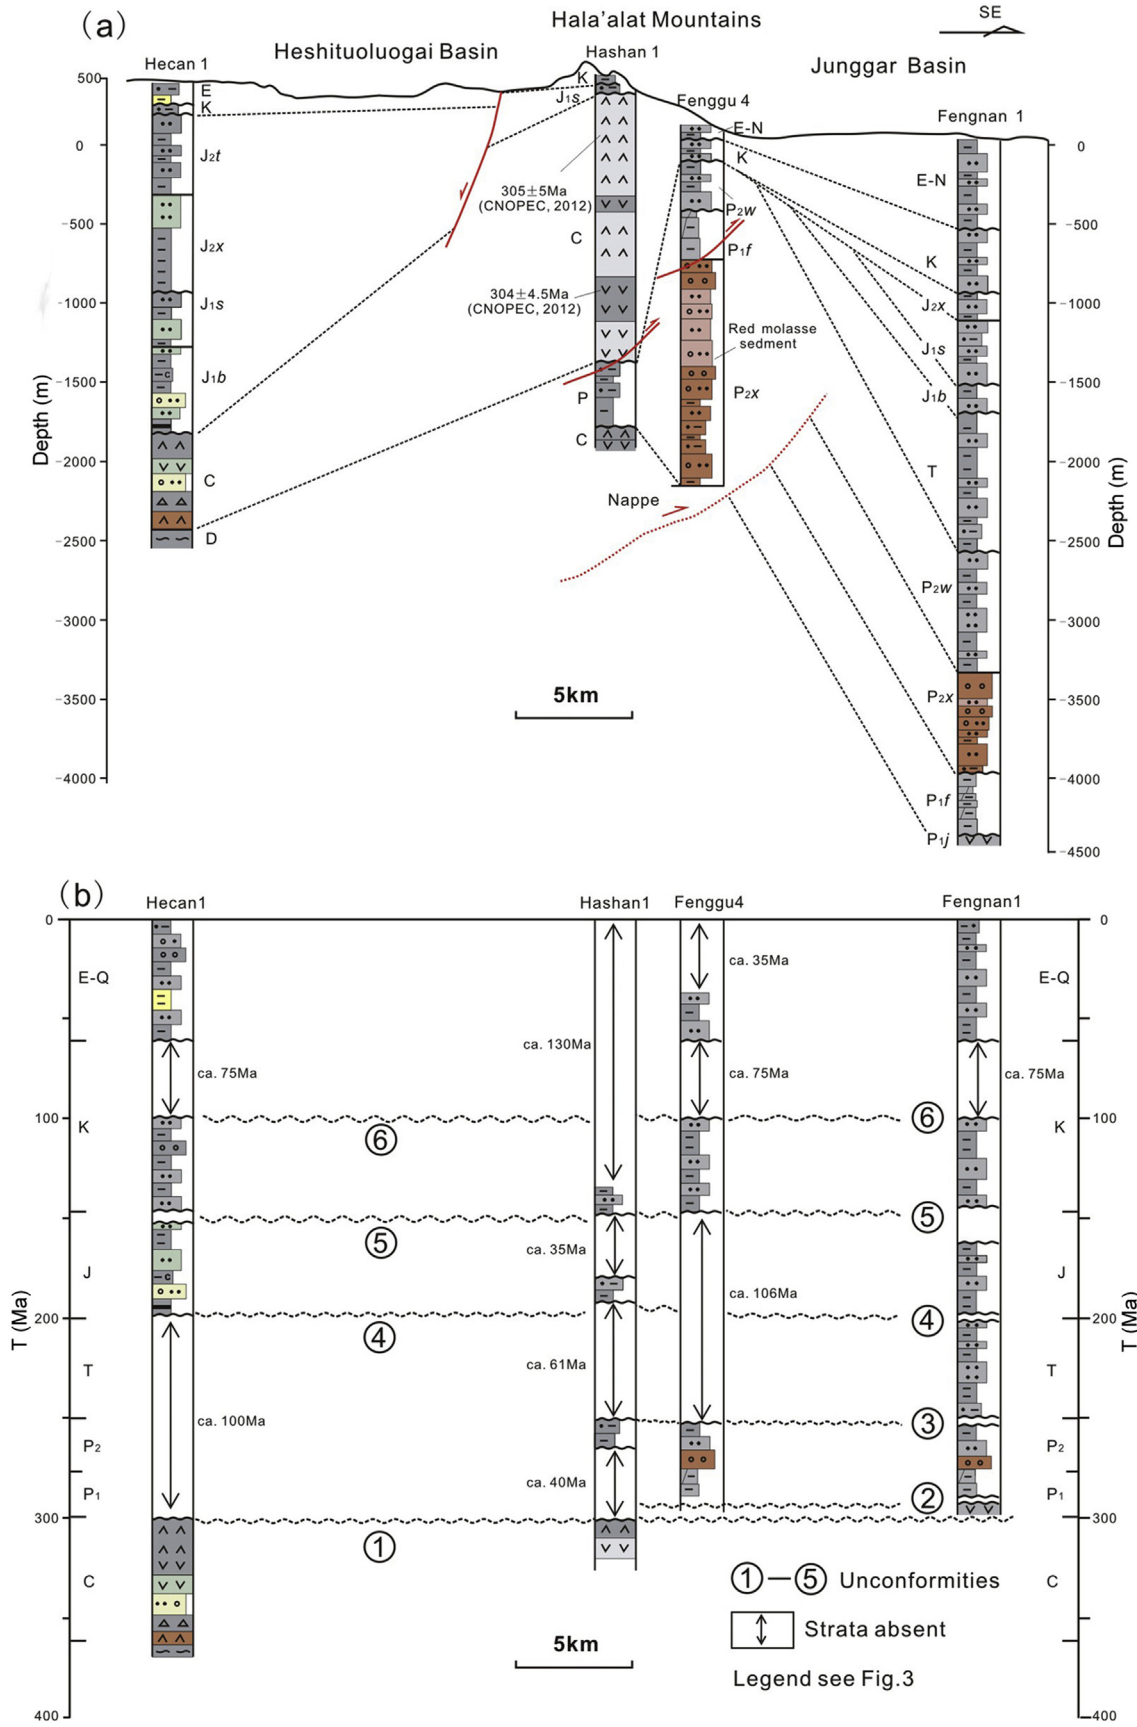 (a)
Hala’alat Mountains
SE
Heshituoluogai Basin
Hecan 1
Hashan 1
Junggar Basin
Fenggu 4
Fengnan 1
500
0
−500
−1000
−1500
−2000
−2500
−3000
−3500
−4000
Depth (m)
E
K
J₂t
J₂x
J₁s
J₁b
C
C
D
K
J₁s
305±5Ma
(CNOPEC, 2012)
C
304±4.5Ma
(CNOPEC, 2012)
P
C
E-N
K
P₂w
P₁f
Red molasse
sediment
P₂x
Nappe
5km
E-N
K
J₂x
J₁s
J₁b
T
P₂w
P₂x
P₁f
P₁j
0
−500
−1000
−1500
−2000
−2500
−3000
−3500
−4000
−4500
Depth (m)
(b)
Hecan1
Hashan1
Fenggu4
Fengnan1
0
100
200
300
400
T (Ma)
E-Q
K
J
T
P₂
P₁
C
C
ca. 75Ma
ca. 100Ma
ca. 130Ma
ca. 35Ma
ca. 61Ma
ca. 40Ma
ca. 35Ma
ca. 75Ma
ca. 106Ma
ca. 75Ma
⑥
⑤
④
①
⑥
⑤
④
③
②
E-Q
K
J
T
P₂
P₁
C
0
100
200
300
400
T (Ma)
①—⑤ Unconformities
Strata absent
5km
Legend see Fig.3